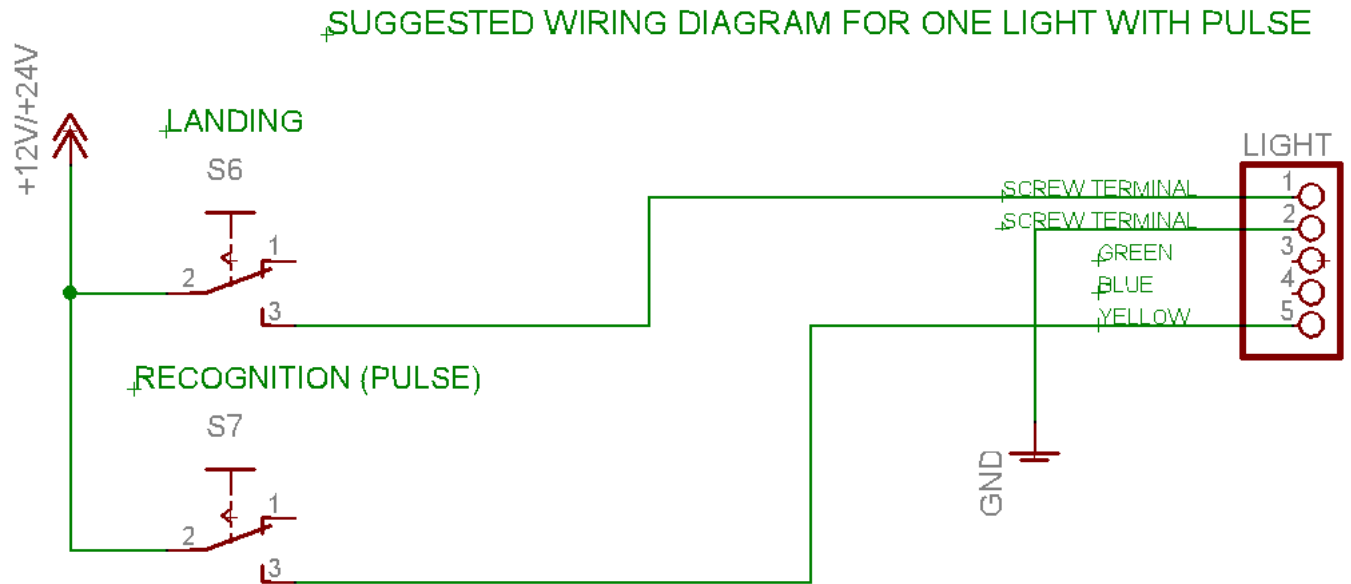 SUGGESTED WIRING DIAGRAM FOR ONE LIGHT WITH PULSE
+12V/+24V
LANDING
S6
1
2
3
RECOGNITION (PULSE)
S7
1
2
3
LIGHT
SCREW TERMINAL 1
SCREW TERMINAL 2
GREEN 3
BLUE 4
YELLOW 5
GND